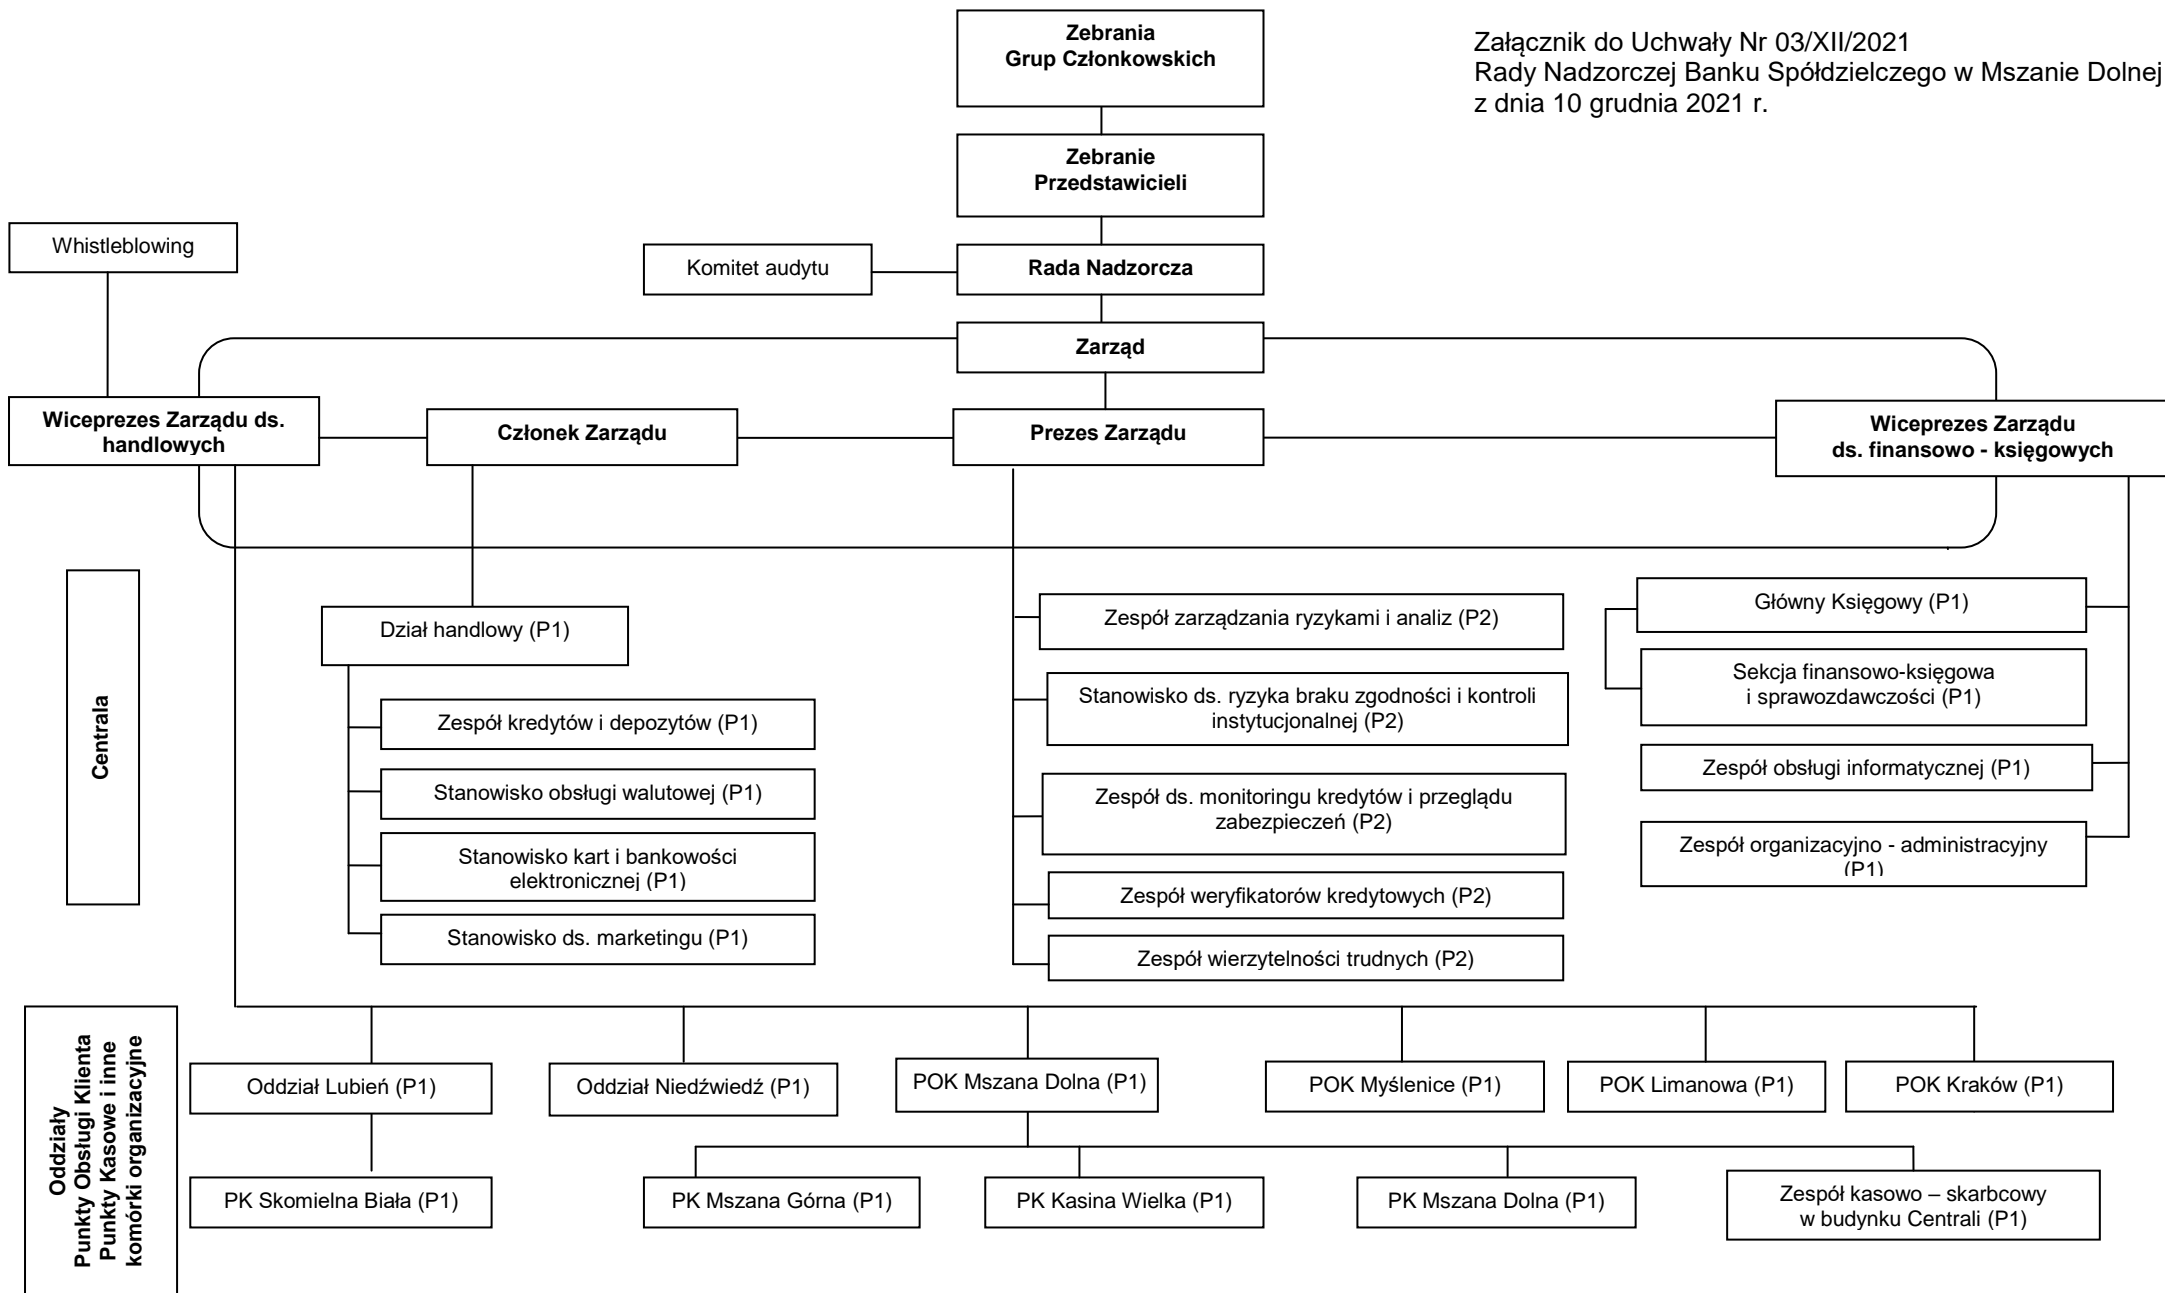 Zebrania
Grup Członkowskich
Załącznik do Uchwały Nr 03/XII/2021
Rady Nadzorczej Banku Spółdzielczego w Mszanie Dolnej
z dnia 10 grudnia 2021 r.
Zebranie
Przedstawicieli
Whistleblowing
Komitet audytu
Rada Nadzorcza
Zarząd
Wiceprezes Zarządu ds.
handlowych
Członek Zarządu
Prezes Zarządu
Wiceprezes Zarządu
ds. finansowo - księgowych
Centrala
Dział handlowy (P1)
Zespół kredytów i depozytów (P1)
Stanowisko obsługi walutowej (P1)
Stanowisko kart i bankowości
elektronicznej (P1)
Stanowisko ds. marketingu (P1)
Zespół zarządzania ryzykami i analiz (P2)
Stanowisko ds. ryzyka braku zgodności i kontroli
instytucjonalnej (P2)
Zespół ds. monitoringu kredytów i przeglądu
zabezpieczeń (P2)
Zespół weryfikatorów kredytowych (P2)
Zespół wierzytelności trudnych (P2)
Główny Księgowy (P1)
Sekcja finansowo-księgowa
i sprawozdawczości (P1)
Zespół obsługi informatycznej (P1)
Zespół organizacyjno - administracyjny
(P1)
Oddziały
Punkty Obsługi Klienta
Punkty Kasowe i inne
komórki organizacyjne
Oddział Lubień (P1)
Oddział Niedźwiedź (P1)
POK Mszana Dolna (P1)
POK Myślenice (P1)
POK Limanowa (P1)
POK Kraków (P1)
PK Skomielna Biała (P1)
PK Mszana Górna (P1)
PK Kasina Wielka (P1)
PK Mszana Dolna (P1)
Zespół kasowo – skarbcowy
w budynku Centrali (P1)